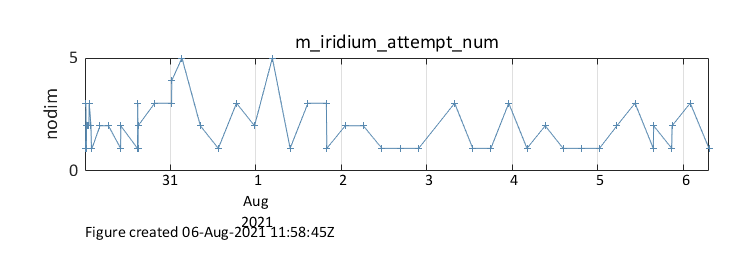 m_iridium_attempt_num
5
nodim
0
31 1 2 3 4 5 6
Aug
2021
Figure created 06-Aug-2021 11:58:45Z